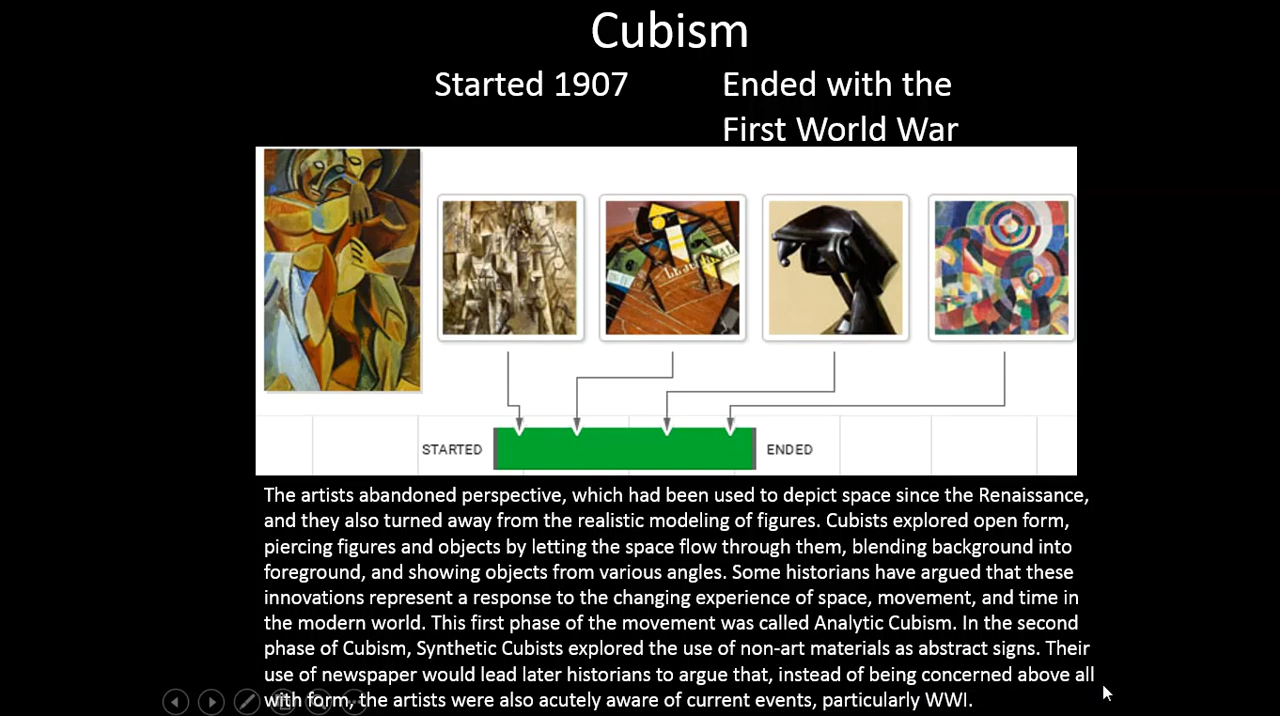 Cubism
Started 1907
Ended with the
First World War
LE JOURNAL
STARTED
ENDED
The artists abandoned perspective, which had been used to depict space since the Renaissance,
and they also turned away from the realistic modeling of figures. Cubists explored open form,
piercing figures and objects by letting the space flow through them, blending background into
foreground, and showing objects from various angles. Some historians have argued that these
innovations represent a response to the changing experience of space, movement, and time in
the modern world. This first phase of the movement was called Analytic Cubism. In the second
phase of Cubism, Synthetic Cubists explored the use of non-art materials as abstract signs. Their
use of newspaper would lead later historians to argue that, instead of being concerned above all
with form, the artists were also acutely aware of current events, particularly WWI.